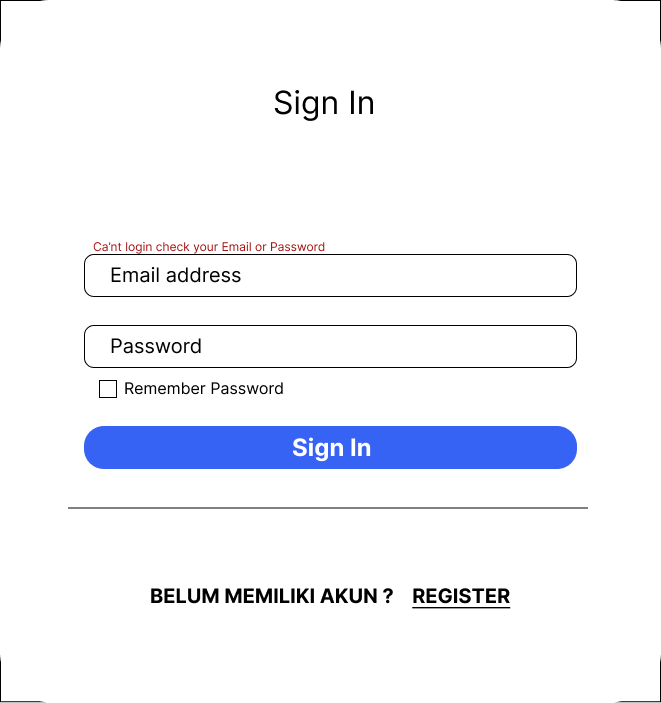 Sign In
Ca'nt login check your Email or Password
Email address
Password
Remember Password
Sign In
BELUM MEMILIKI AKUN ? REGISTER